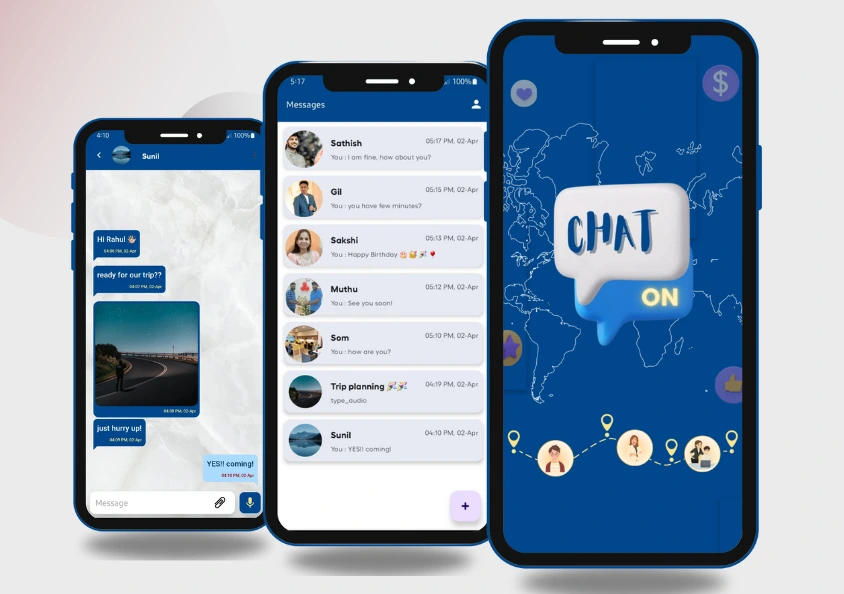 4:10
100%
Sunil
Hi Rahul 👋🏻
04:06 PM, 02-Apr
ready for our trip??
04:07 PM, 02-Apr
04:08 PM, 02-Apr
just hurry up!
04:09 PM, 02-Apr
YES!! coming!
04:10 PM, 02-Apr
Message
5:17
100%
Messages
Sathish
05:17 PM, 02-Apr
You : I am fine, how about you?
Gil
05:15 PM, 02-Apr
You : you have few minutes?
Sakshi
05:13 PM, 02-Apr
You : Happy Birthday 🎂🥳🎉🎈
Muthu
05:12 PM, 02-Apr
You : See you soon!
Som
05:10 PM, 02-Apr
You : how are you?
Trip planning 🎉🎉
04:19 PM, 02-Apr
type_audio
Sunil
04:10 PM, 02-Apr
You : YES!! coming!
+
$
CHAT
ON